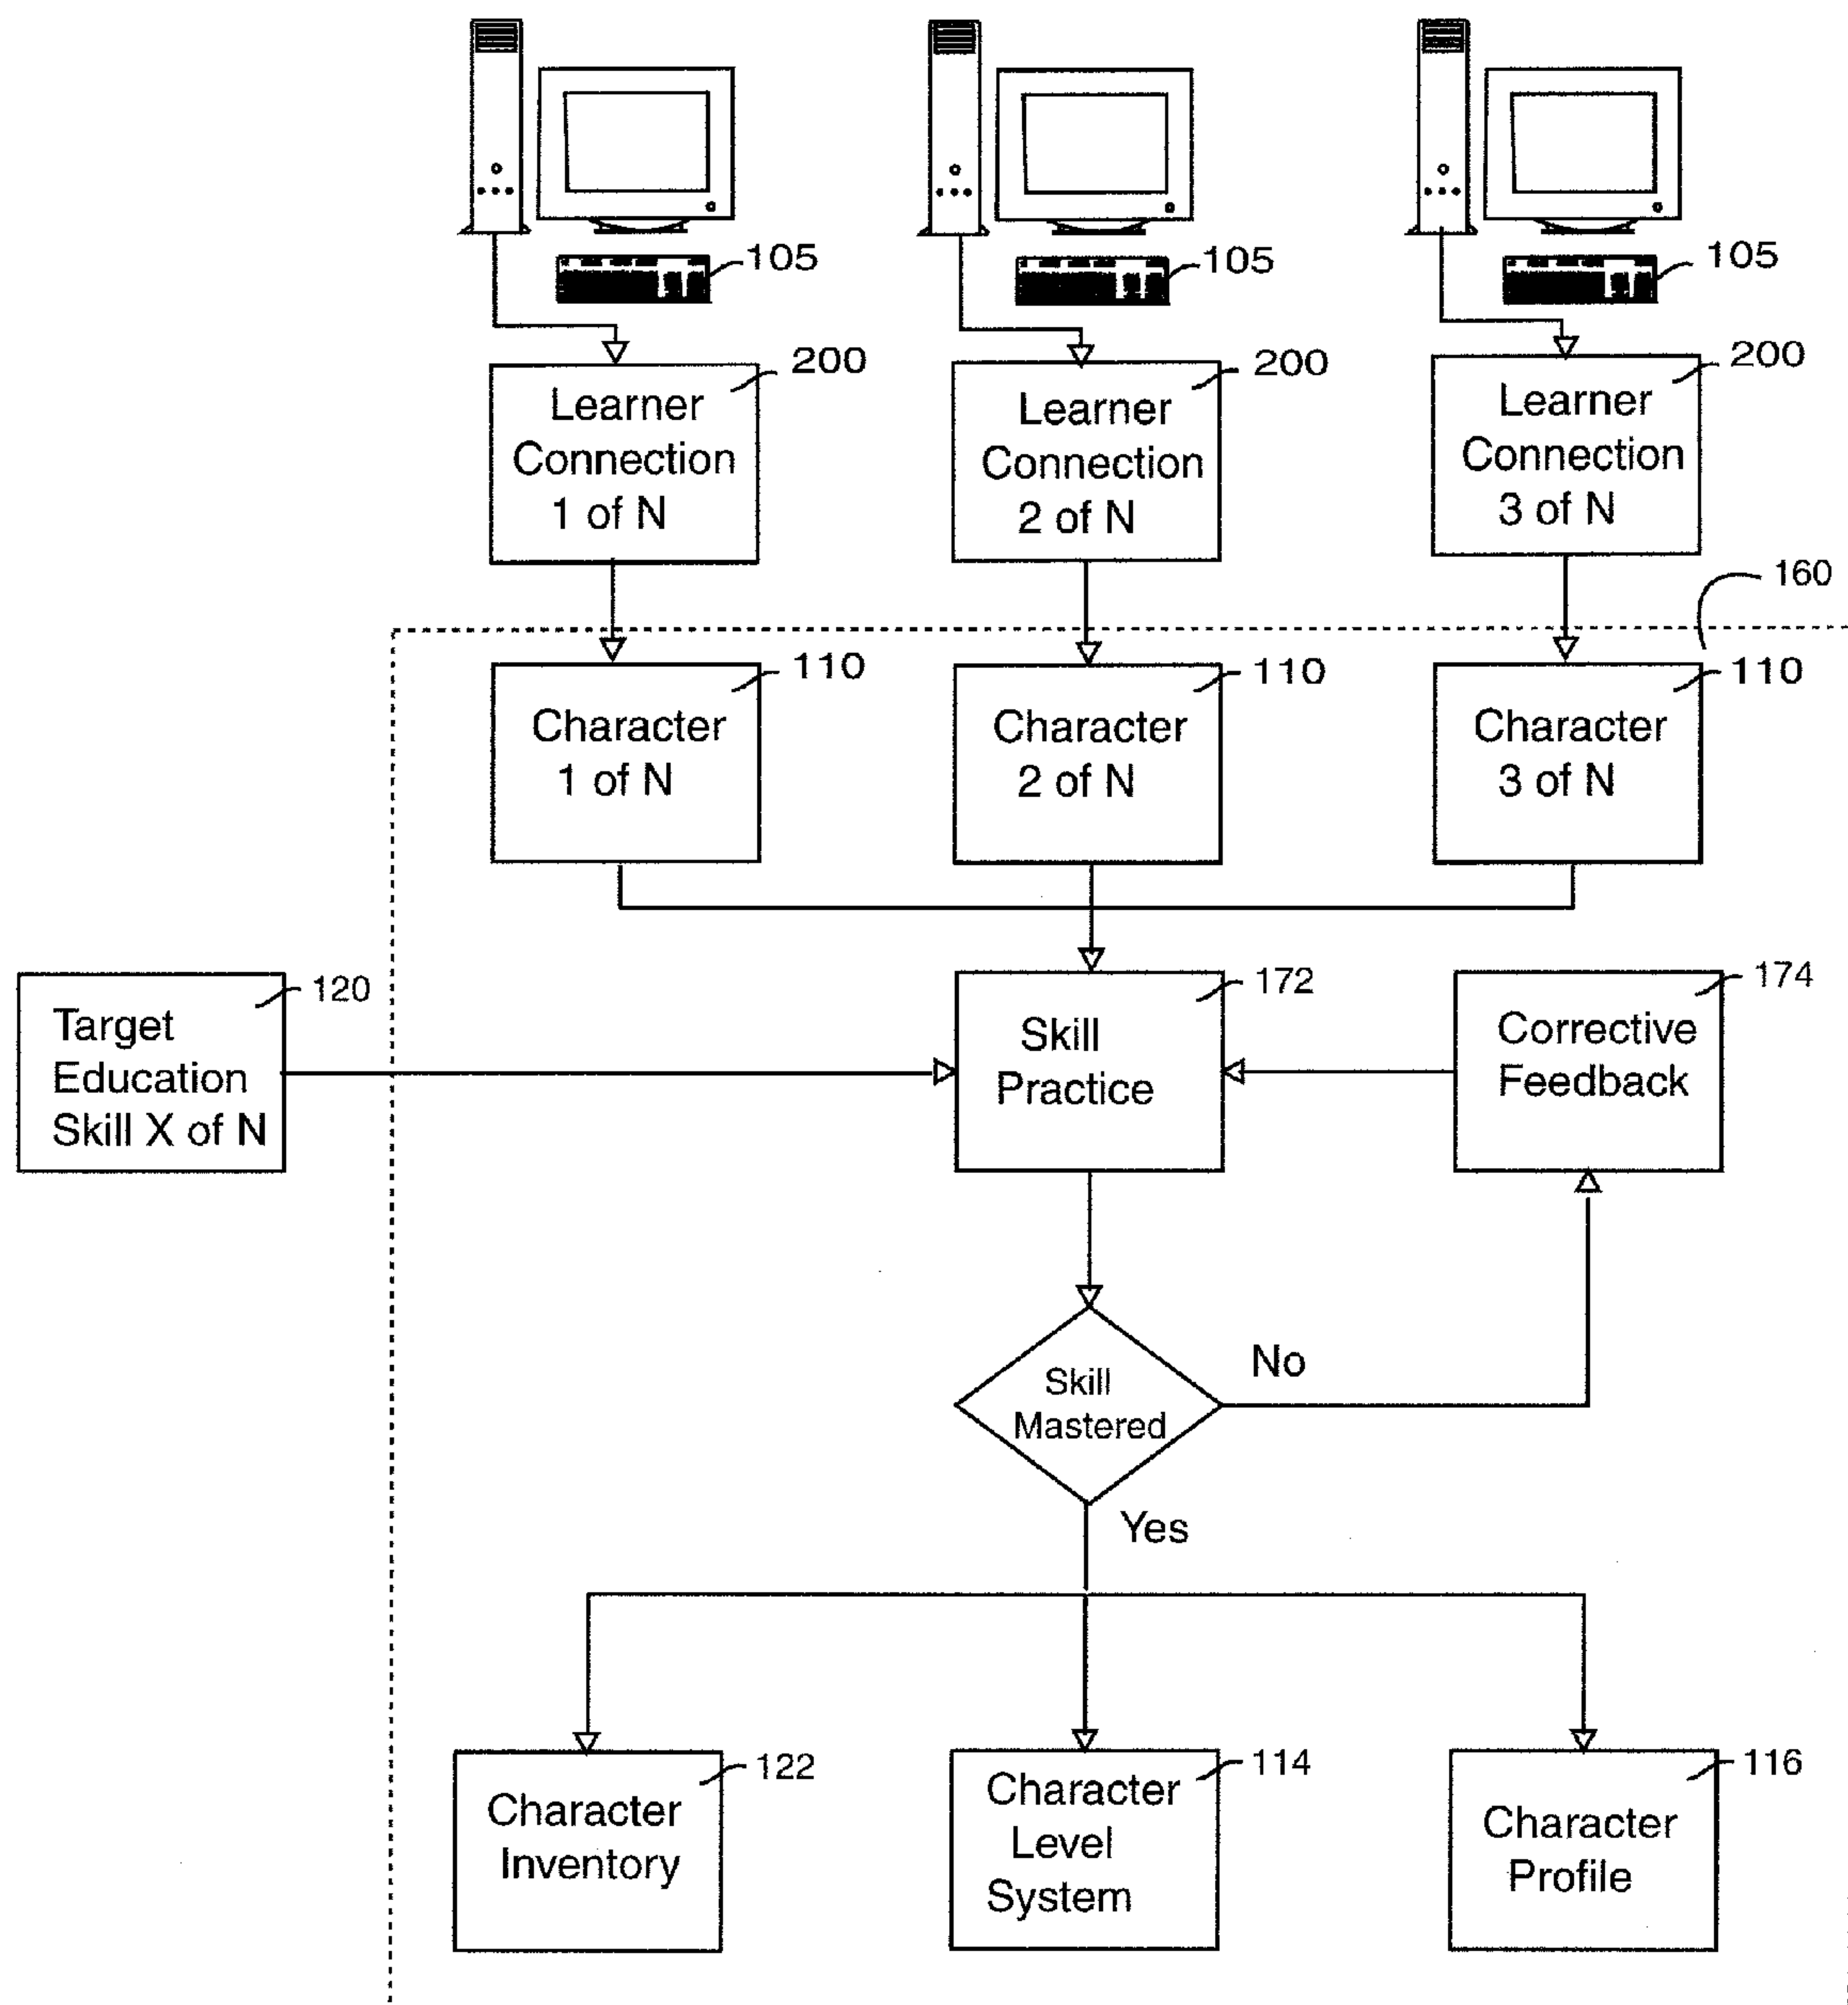 105
105
105
200
Learner
Connection
1 of N
200
Learner
Connection
2 of N
200
Learner
Connection
3 of N
160
110
Character
1 of N
110
Character
2 of N
110
Character
3 of N
120
Target
Education
Skill X of N
172
Skill
Practice
174
Corrective
Feedback
Skill
Mastered
No
Yes
122
Character
Inventory
114
Character
Level
System
116
Character
Profile